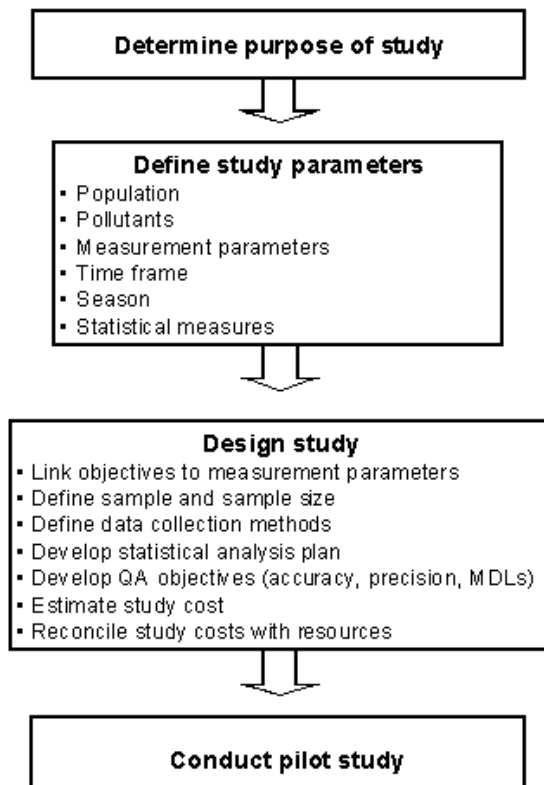 Determine purpose of study
Define study parameters
▪ Population
▪ Pollutants
▪ Measurement parameters
▪ Time frame
▪ Season
▪ Statistical measures
Design study
▪ Link objectives to measurement parameters
▪ Define sample and sample size
▪ Define data collection methods
▪ Develop statistical analysis plan
▪ Develop QA objectives (accuracy, precision, MDLs)
▪ Estimate study cost
▪ Reconcile study costs with resources
Conduct pilot study